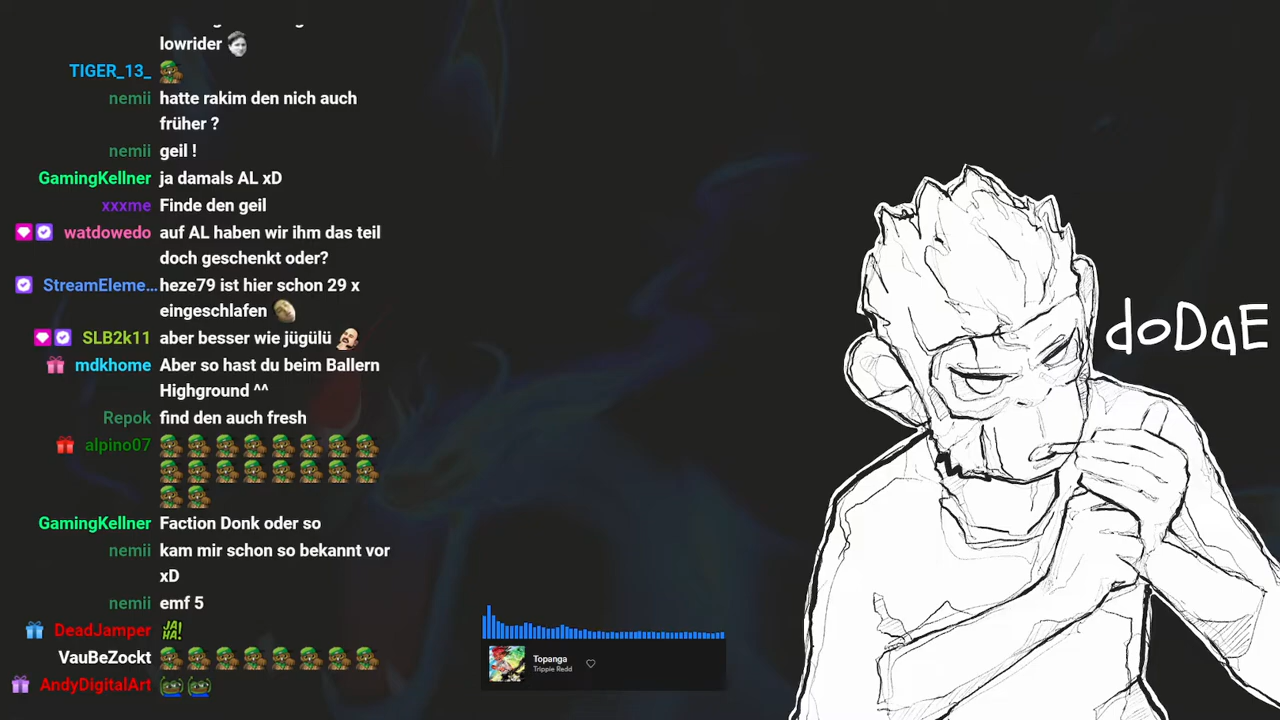 lowrider
TIGER_13_
nemii hatte rakim den nich auch
früher ?
nemii geil !
GamingKellner ja damals AL xD
xxxme Finde den geil
watdowedo auf AL haben wir ihm das teil
doch geschenkt oder?
StreamEleme... heze79 ist hier schon 29 x
eingeschlafen
SLB2k11 aber besser wie jügülü
mdkhome Aber so hast du beim Ballern
Highground ^^
Repok find den auch fresh
alpino07
GamingKellner Faction Donk oder so
nemii kam mir schon so bekannt vor
xD
nemii emf 5
DeadJamper JA
HA!
VauBeZockt
AndyDigitalArt
doDaE
Topanga
Trippie Redd